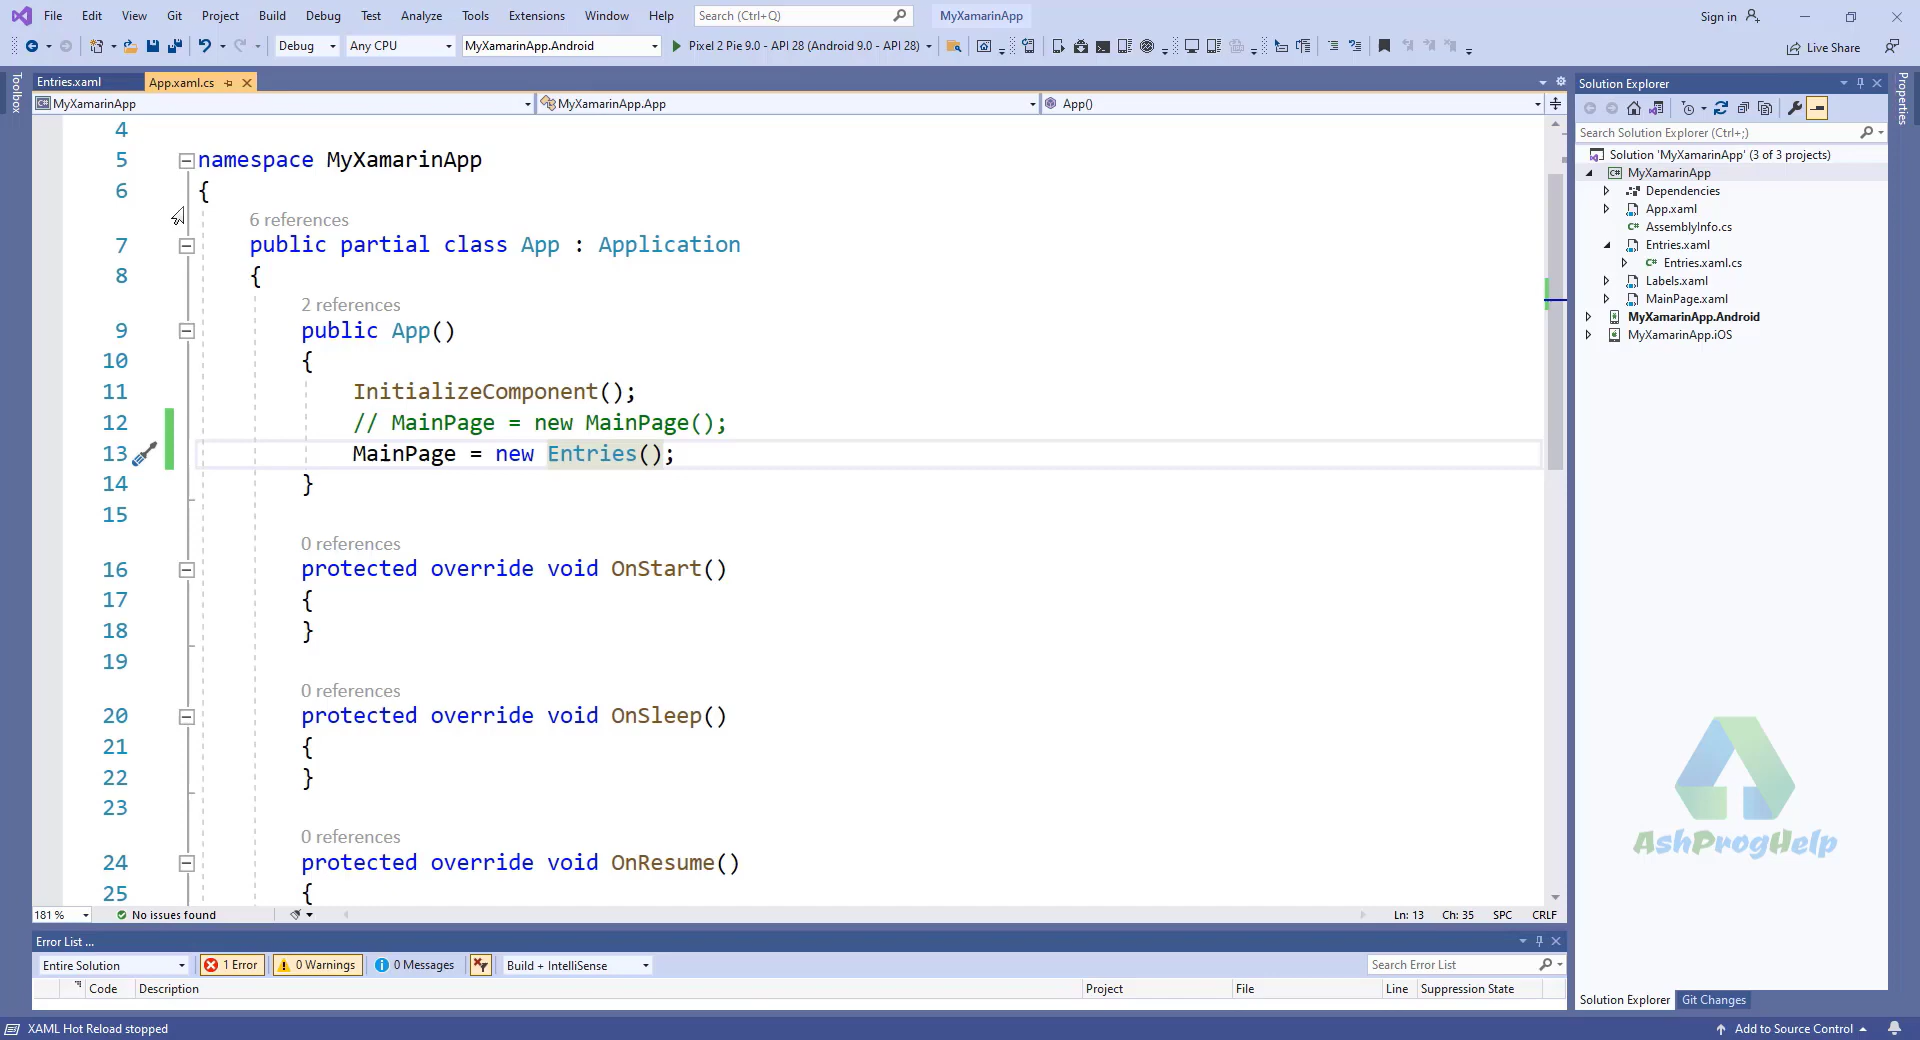 File Edit View Git Project Build Debug Test Analyze Tools Extensions Window Help Search (Ctrl+Q) MyXamarinApp Sign in
Debug Any CPU MyXamarinApp.Android Pixel 2 Pie 9.0 - API 28 (Android 9.0 - API 28) Live Share
Toolbox
Entries.xaml App.xaml.cs
MyXamarinApp MyXamarinApp.App App()
4
5 namespace MyXamarinApp
6 {
6 references
7 public partial class App : Application
8 {
2 references
9 public App()
10 {
11 InitializeComponent();
12 // MainPage = new MainPage();
13 MainPage = new Entries();
14 }
15
0 references
16 protected override void OnStart()
17 {
18 }
19
0 references
20 protected override void OnSleep()
21 {
22 }
23
0 references
24 protected override void OnResume()
25 {
181 % No issues found Ln: 13 Ch: 35 SPC CRLF
Error List ...
Entire Solution 1 Error 0 Warnings 0 Messages Build + IntelliSense Search Error List
Code Description Project File Line Suppression State
Solution Explorer
Search Solution Explorer (Ctrl+;)
Solution 'MyXamarinApp' (3 of 3 projects)
C# MyXamarinApp
Dependencies
App.xaml
C# AssemblyInfo.cs
Entries.xaml
C# Entries.xaml.cs
Labels.xaml
MainPage.xaml
MyXamarinApp.Android
MyXamarinApp.iOS
AshProgHelp
Solution Explorer Git Changes
Properties
XAML Hot Reload stopped Add to Source Control